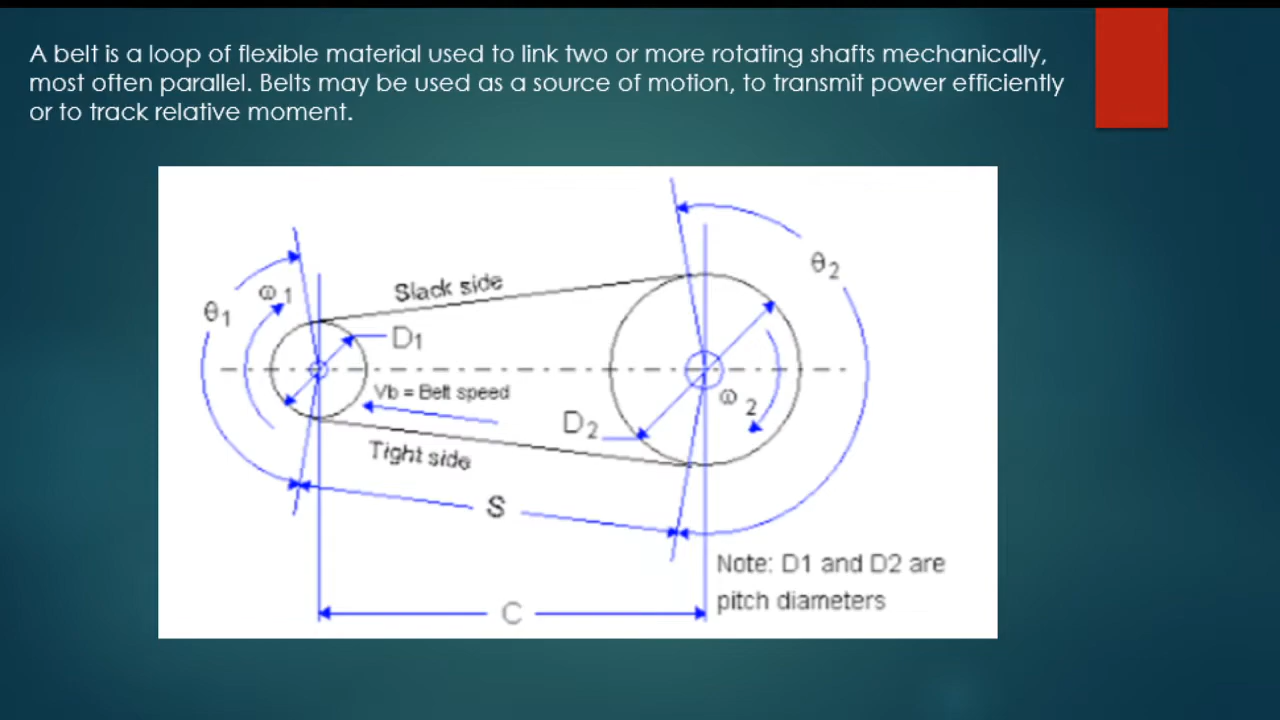 A belt is a loop of flexible material used to link two or more rotating shafts mechanically,
most often parallel. Belts may be used as a source of motion, to transmit power efficiently
or to track relative moment.
θ2
Slack side
ω1
θ1
D1
Vb = Belt speed
ω 2
D2
Tight side
S
Note: D1 and D2 are
pitch diameters
C